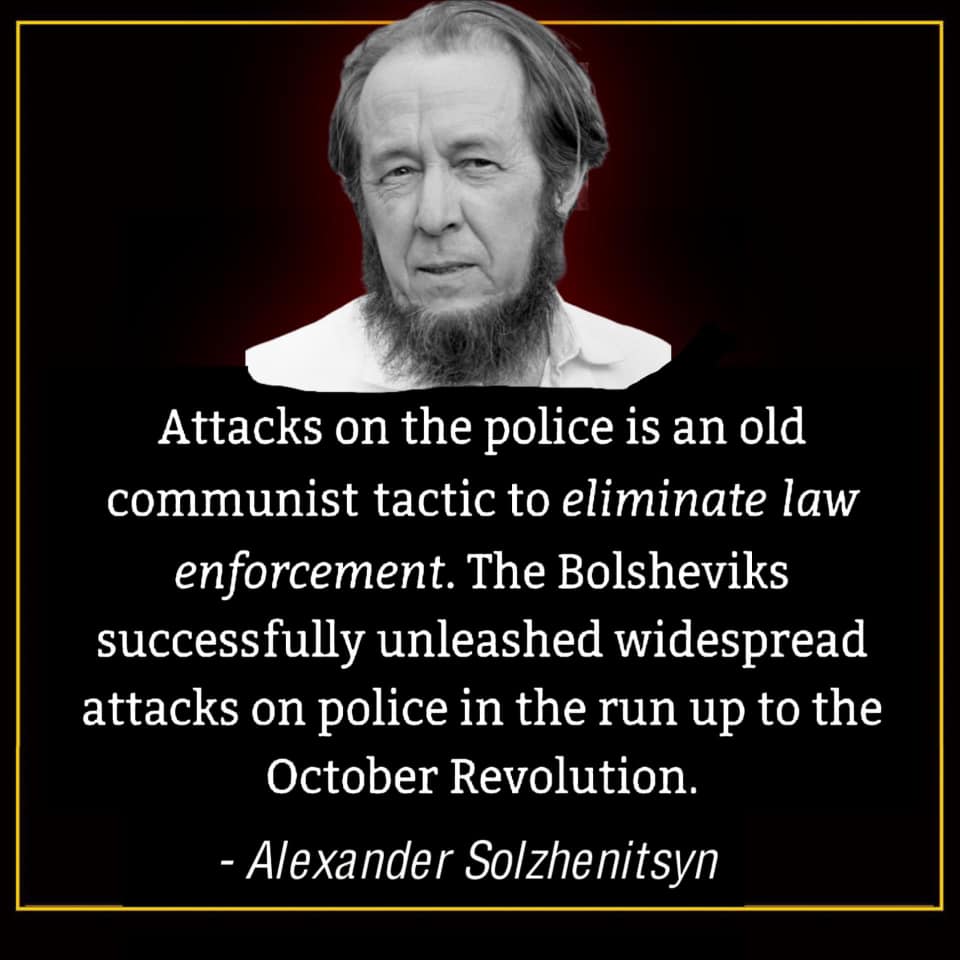 Attacks on the police is an old
communist tactic to eliminate law
enforcement. The Bolsheviks
successfully unleashed widespread
attacks on police in the run up to the
October Revolution.
- Alexander Solzhenitsyn